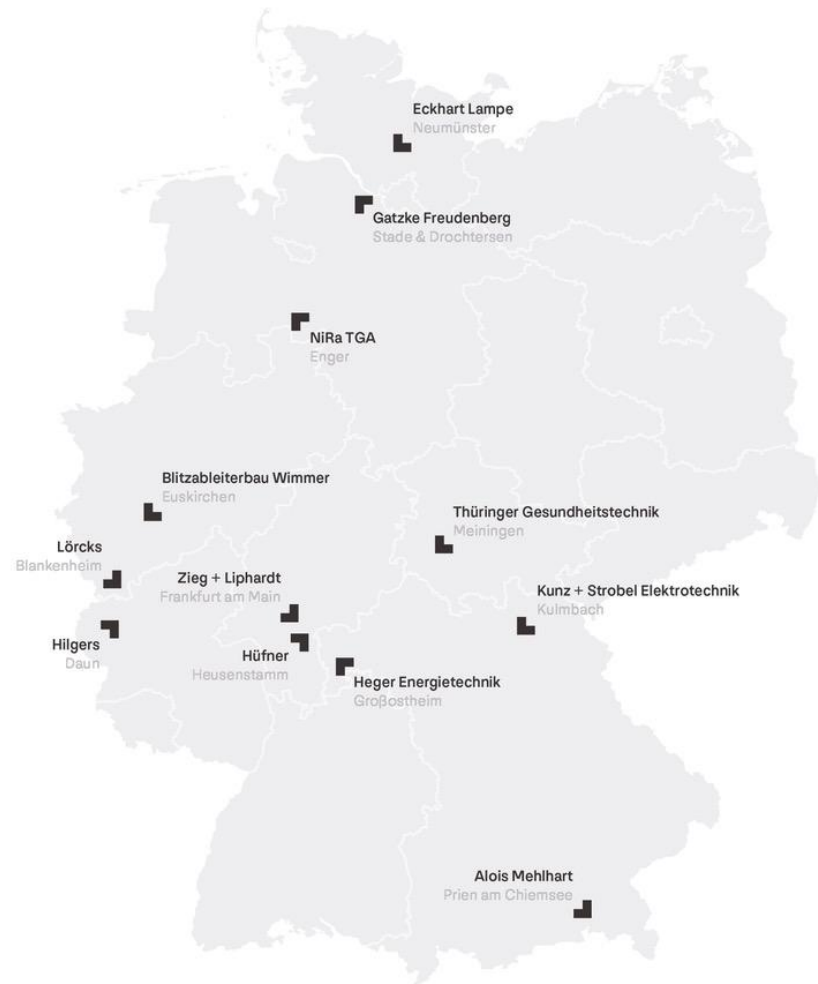 Eckhart Lampe
Neumünster
Gatzke Freudenberg
Stade & Drochtersen
NiRa TGA
Enger
Blitzableiterbau Wimmer
Euskirchen
Thüringer Gesundheitstechnik
Meiningen
Lörcks
Blankenheim
Zieg + Liphardt
Frankfurt am Main
Kunz + Strobel Elektrotechnik
Kulmbach
Hilgers
Daun
Hüfner
Heusenstamm
Heger Energietechnik
Großostheim
Alois Mehlhart
Prien am Chiemsee